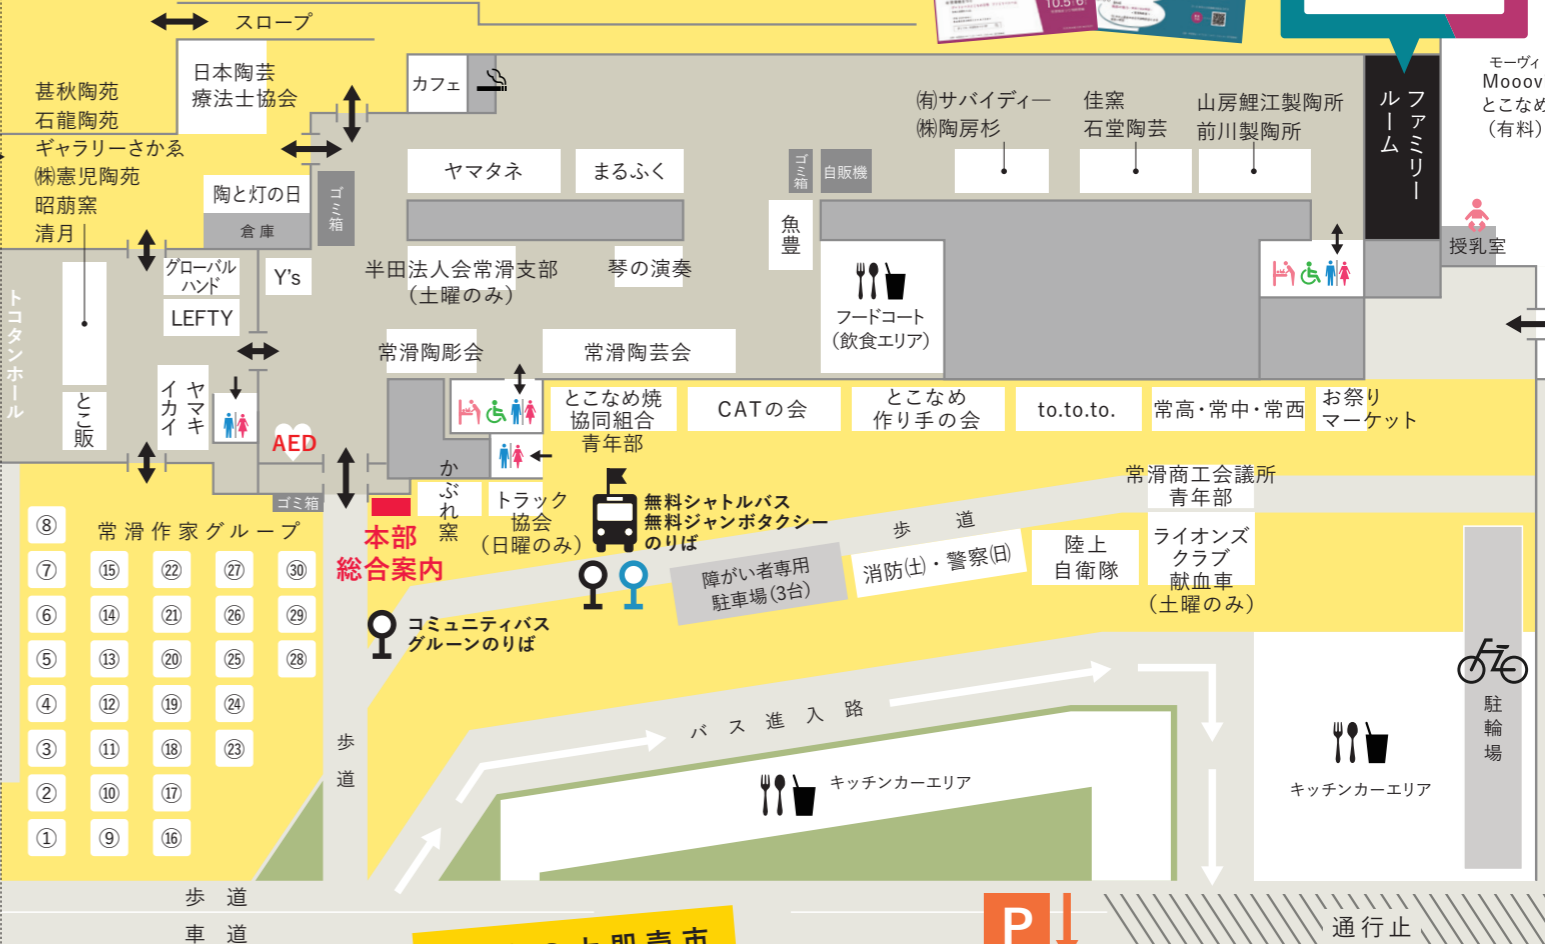 スロープ
10.5
6
日本陶芸
療法士協会
カフェ
甚秋陶苑
石龍陶苑
ギャラリーさかゑ
㈱憲児陶苑
昭萠窯
清月
陶と灯の日
倉庫
ゴミ箱
ヤマタネ
まるふく
ゴミ箱
自販機
㈲サバイディー
㈱陶房杉
佳窯
石堂陶芸
山房鯉江製陶所
前川製陶所
ファミリー
ルーム
モーヴィ
Mooov
とこなめ
(有料)
授乳室
魚豊
グローバル
ハンド
Y's
LEFTY
半田法人会常滑支部
(土曜のみ)
琴の演奏
フードコート
(飲食エリア)
トコタンホール
とこ販
ヤマキ
イカイ
AED
常滑陶彫会
常滑陶芸会
とこなめ焼
協同組合
青年部
CATの会
とこなめ
作り手の会
to.to.to.
常高・常中・常西
お祭り
マーケット
ゴミ箱
本部
総合案内
かぶれ窯
トラック
協会
(日曜のみ)
無料シャトルバス
無料ジャンボタクシー
のりば
コミュニティバス
グルーンのりば
障がい者専用
駐車場(3台)
歩道
消防㈯・警察㈰
陸上
自衛隊
常滑商工会議所
青年部
ライオンズ
クラブ
献血車
(土曜のみ)
常滑作家グループ
⑧
⑦ ⑮ ㉒ ㉗ ㉚
⑥ ⑭ ㉑ ㉖ ㉙
⑤ ⑬ ⑳ ㉕ ㉘
④ ⑫ ⑲ ㉔
③ ⑪ ⑱ ㉓
② ⑩ ⑰
① ⑨ ⑯
歩道
バス進入路
キッチンカーエリア
キッチンカーエリア
駐輪場
歩道
車道
即売市
P
通行止